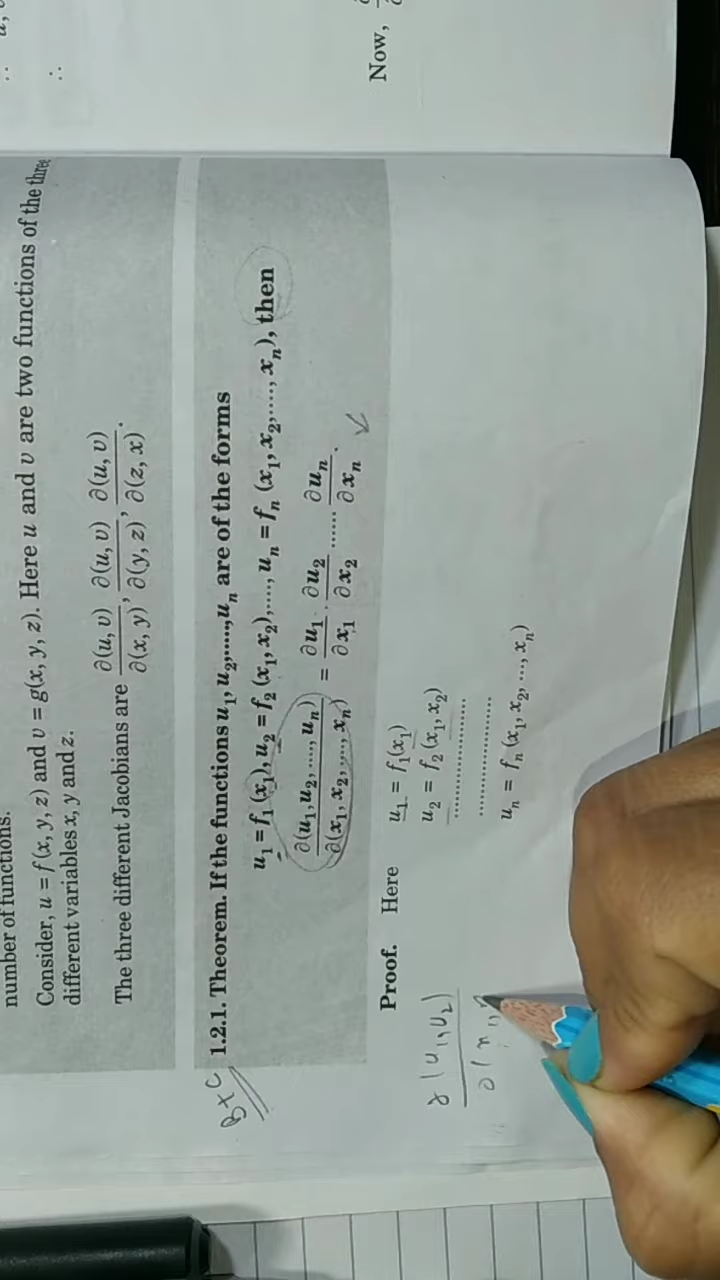 number of functions.
Consider, u = f(x, y, z) and v = g(x, y, z). Here u and v are two functions of the three
different variables x, y and z.
The three different Jacobians are ∂(u, v)/∂(x, y), ∂(u, v)/∂(y, z), ∂(u, v)/∂(z, x).
1.2.1. Theorem. If the functions u₁, u₂,....., uₙ are of the forms
u₁ = f₁ (x₁), u₂ = f₂ (x₁, x₂),...., uₙ = fₙ (x₁, x₂,...., xₙ), then
∂(u₁, u₂, ...., uₙ)/∂(x₁, x₂, ...., xₙ) = ∂u₁/∂x₁ . ∂u₂/∂x₂ ...... ∂uₙ/∂xₙ .
Proof. Here u₁ = f₁(x₁)
u₂ = f₂ (x₁, x₂)
....................
....................
uₙ = fₙ (x₁, x₂, ..., xₙ)
∂(u₁, u₂)
Now,